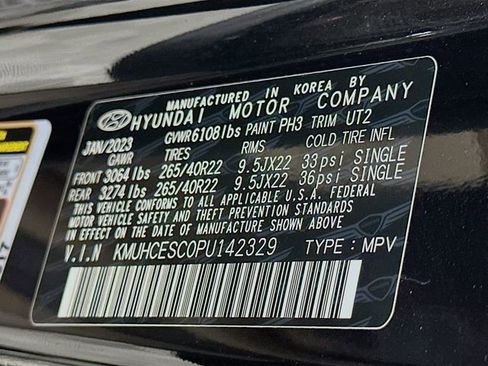 MANUFACTURED IN KOREA BY
HYUNDAI MOTOR COMPANY
JAN/2023 GVWR 6108 lbs PAINT PH3 TRIM UT2
GAWR TIRES RIMS COLD TIRE INFL
FRONT 3064 lbs 265/40R22 9.5JX22 33psi SINGLE
REAR 3274 lbs 265/40R22 9.5JX22 36psi SINGLE
THIS VEHICLE CONFORMS TO ALL APPLICABLE U.S.A. FEDERAL
MOTOR VEHICLE SAFETY AND THEFT PREVENTION STANDARDS
IN EFFECT ON THE DATE OF MANUFACTURE SHOWN ABOVE.
V.I.N KMUHCESC0PU142329 TYPE : MPV